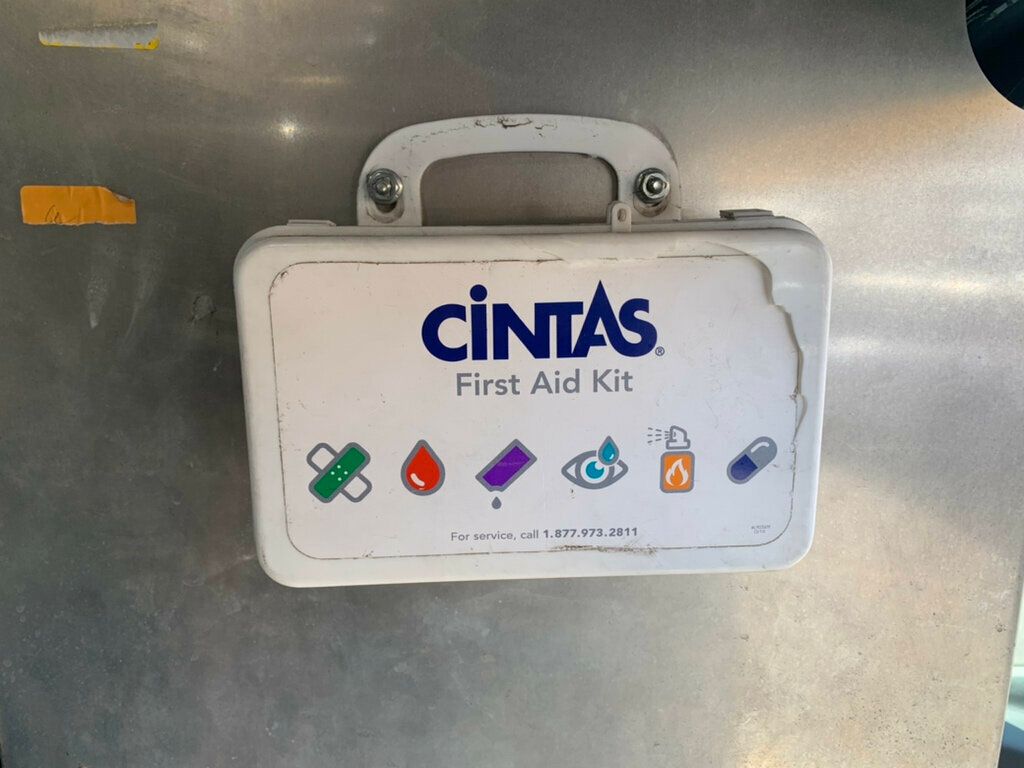 CINTAS®
First Aid Kit
For service, call 1.877.973.2811